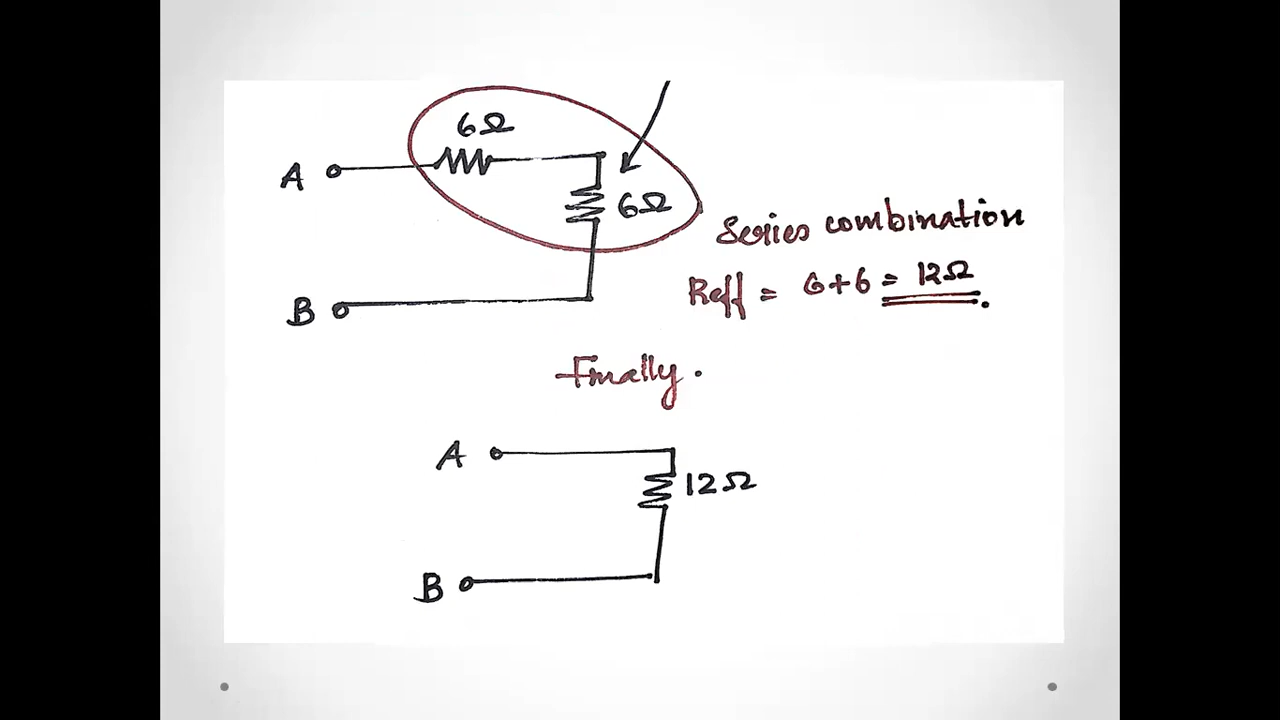 6Ω
A
6Ω
B
Series combination
Reff = 6+6 = 12Ω.
Finally.
A
12Ω
B